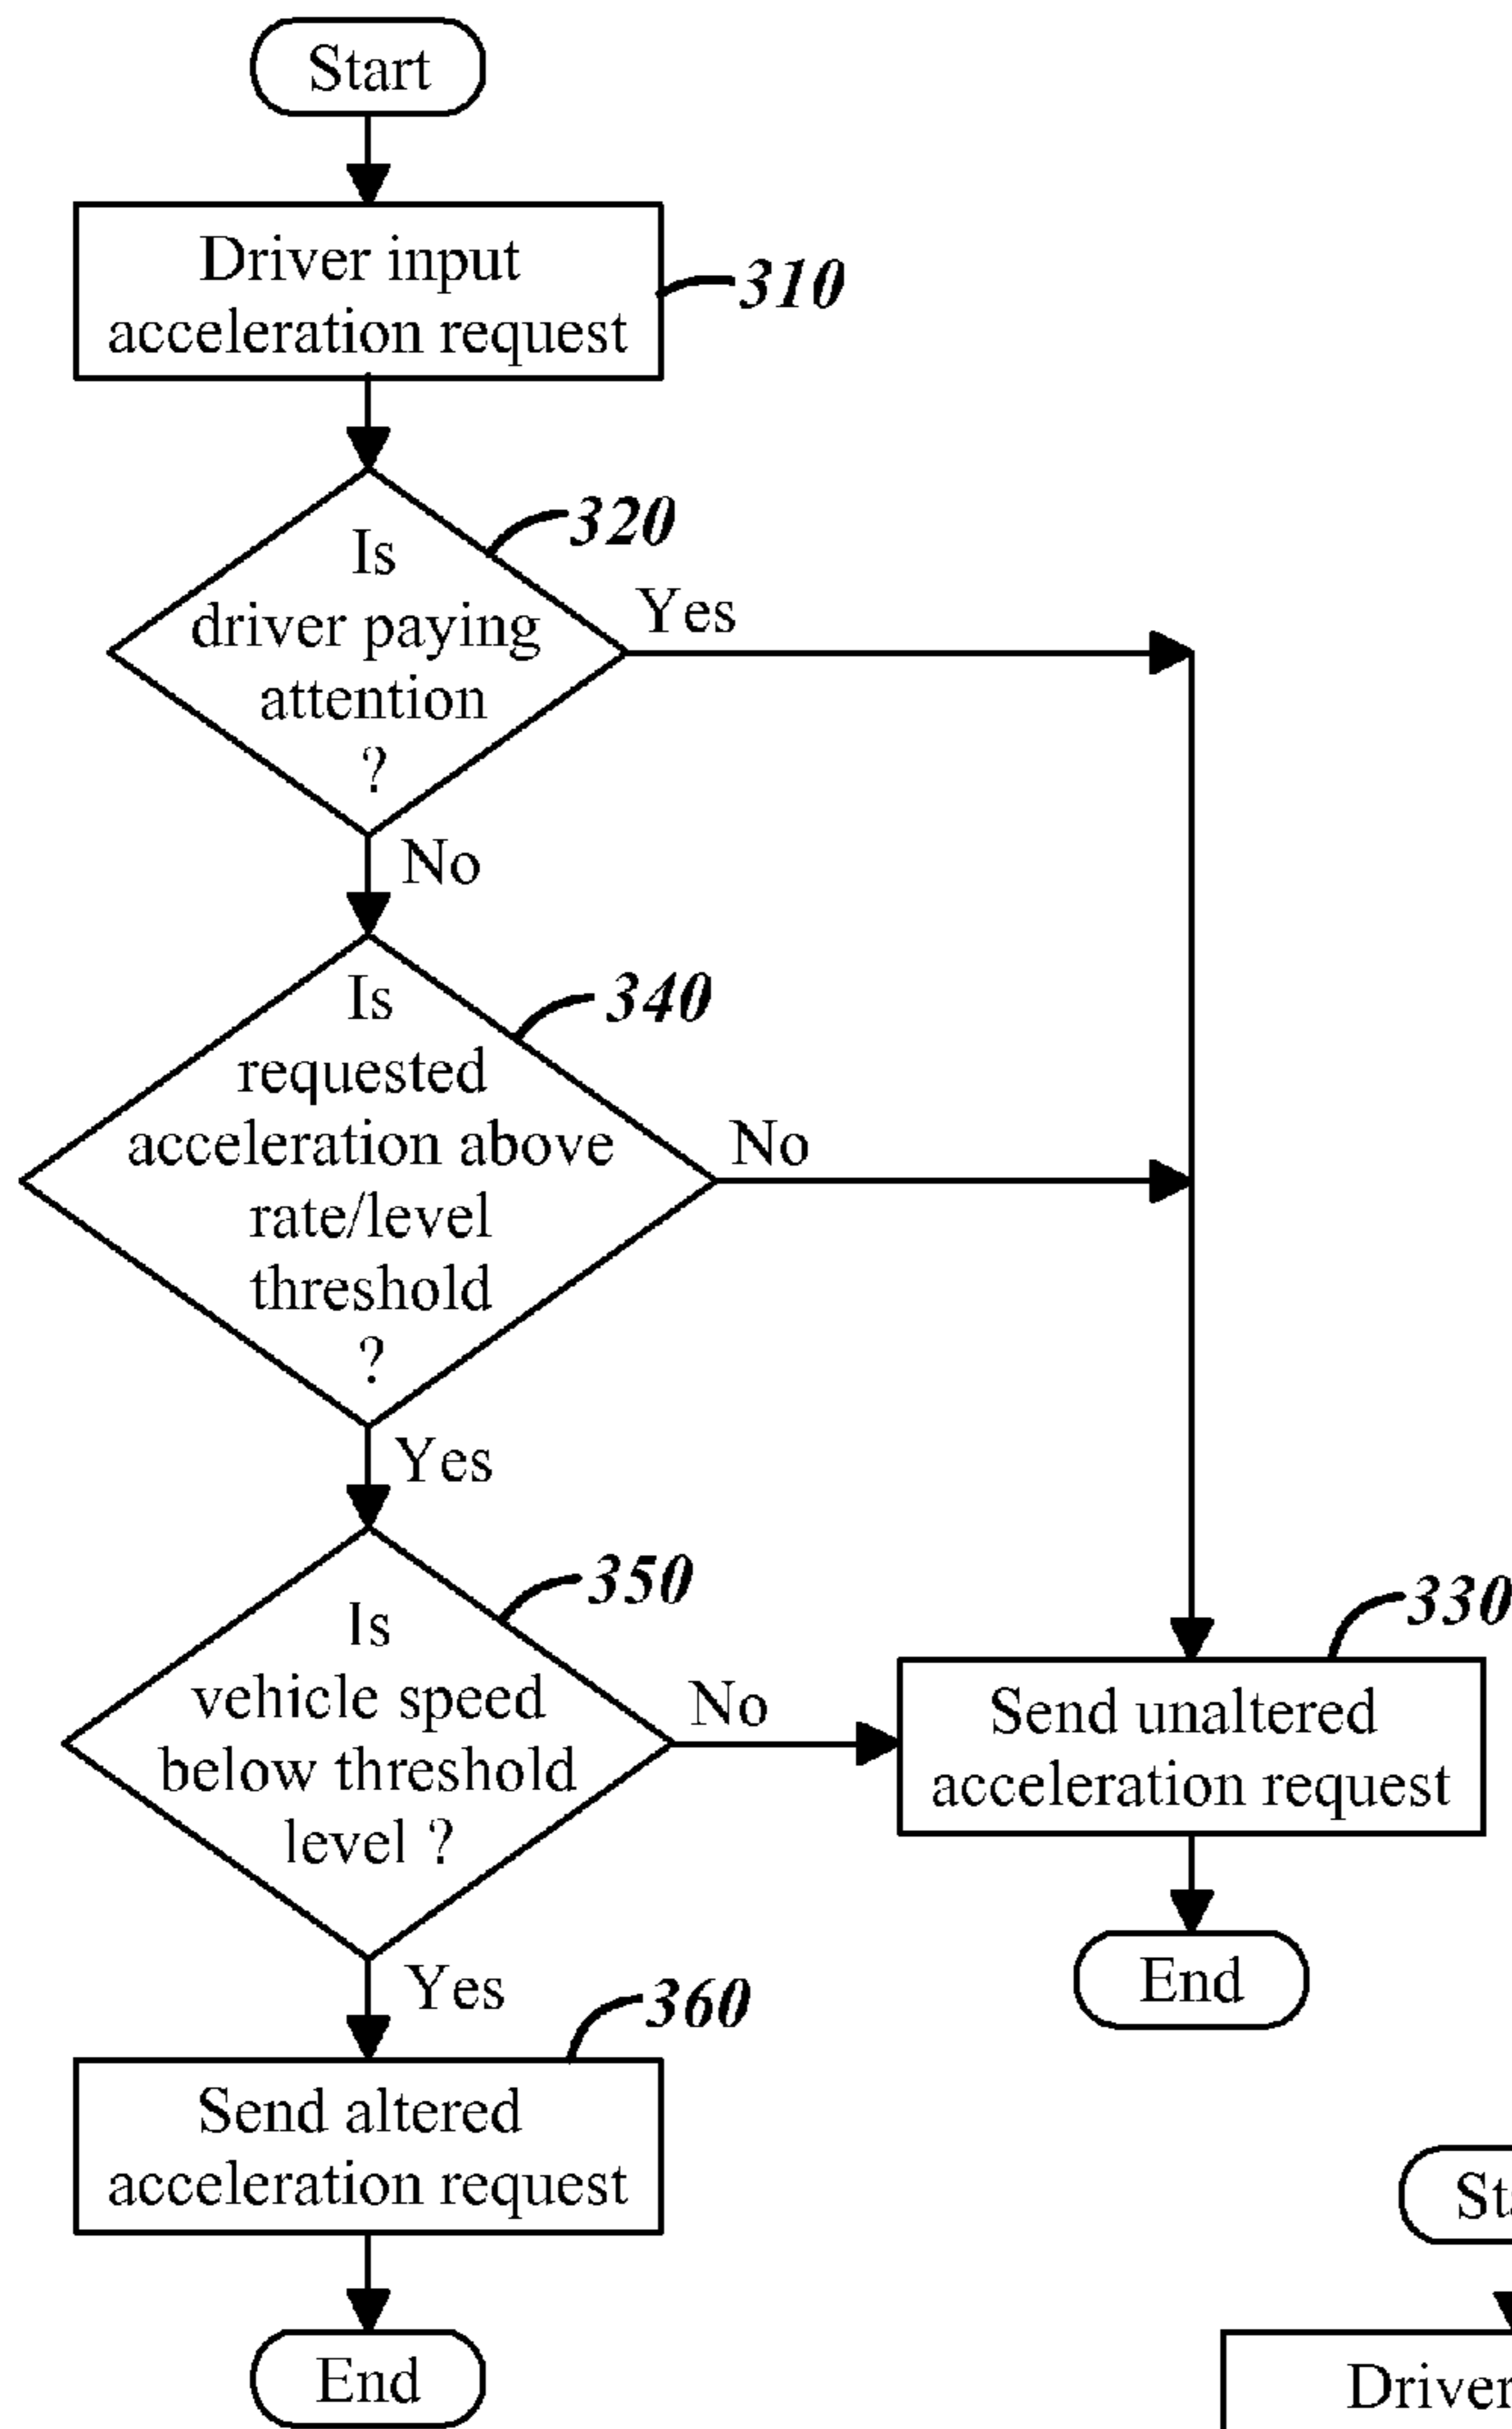 Start
Driver input
acceleration request
310
Is
driver paying
attention
?
320
Yes
No
Is
requested
acceleration above
rate/level
threshold
?
340
No
Yes
Is
vehicle speed
below threshold
level ?
350
No
Yes
Send unaltered
acceleration request
330
End
Send altered
acceleration request
360
End
Driver